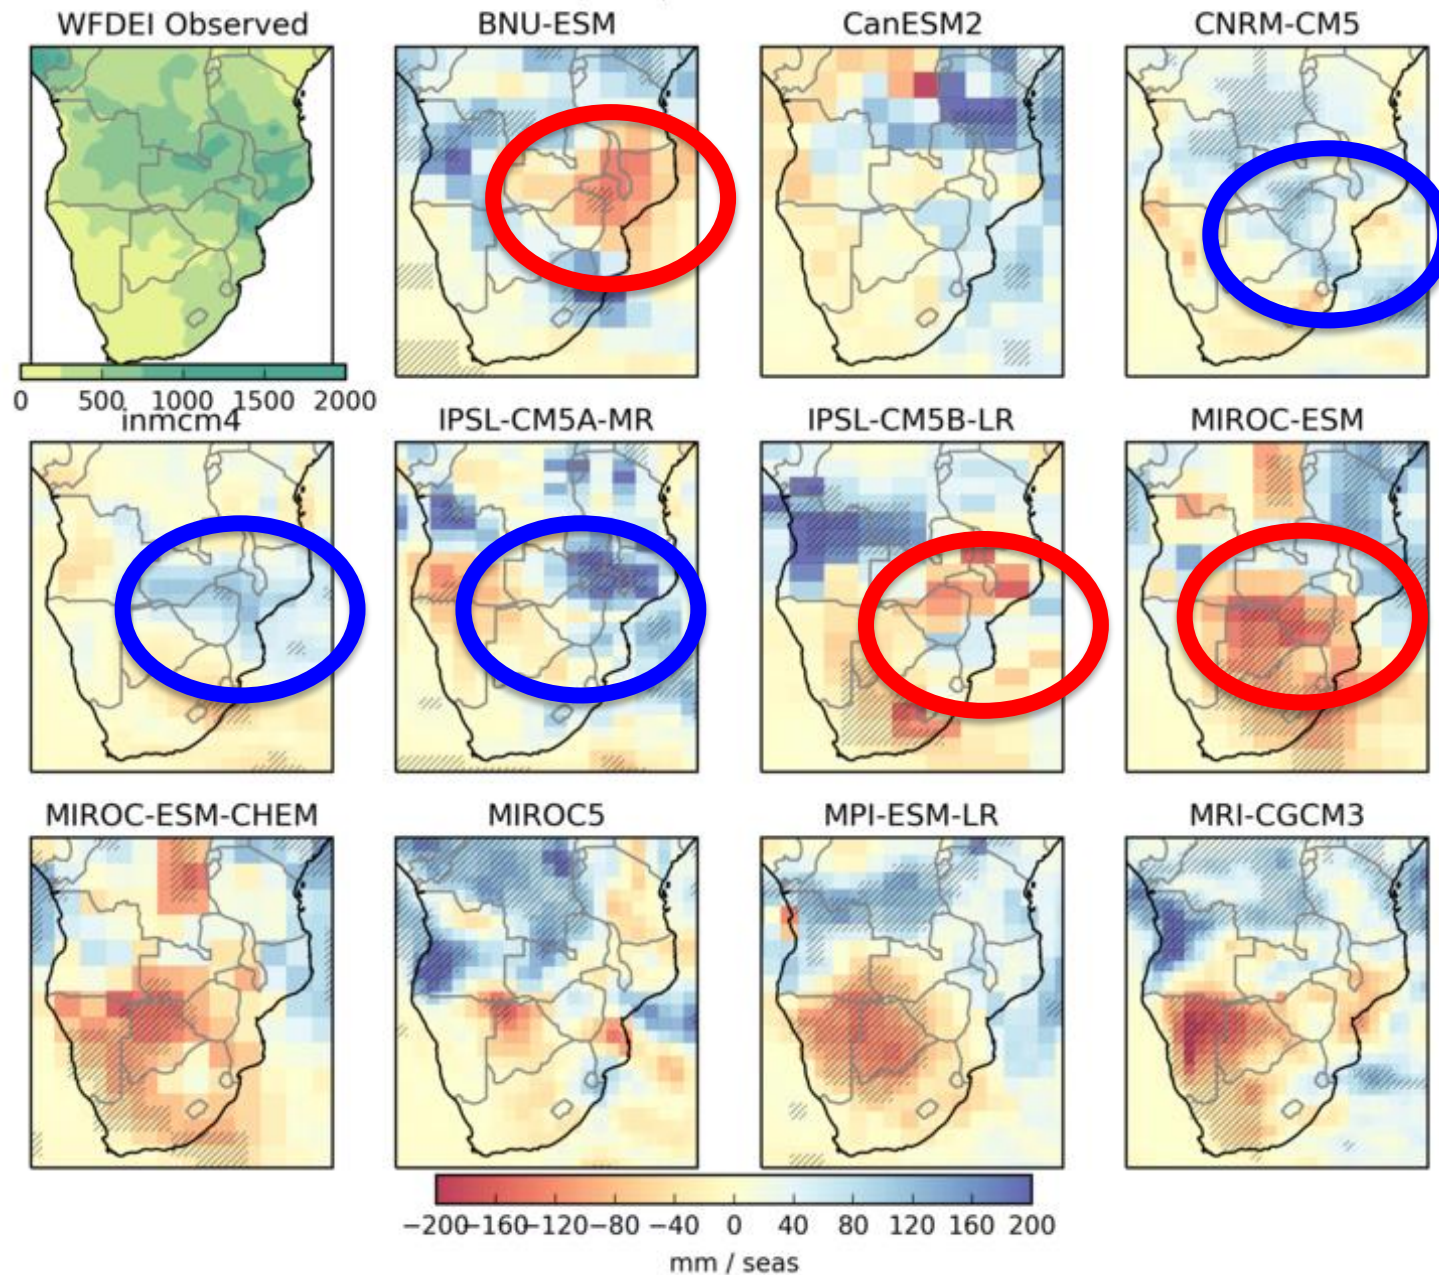 WFDEI Observed BNU-ESM CanESM2 CNRM-CM5
0 500 1000 1500 2000
inmcm4 IPSL-CM5A-MR IPSL-CM5B-LR MIROC-ESM
MIROC-ESM-CHEM MIROC5 MPI-ESM-LR MRI-CGCM3
−200 −160 −120 −80 −40 0 40 80 120 160 200
mm / seas